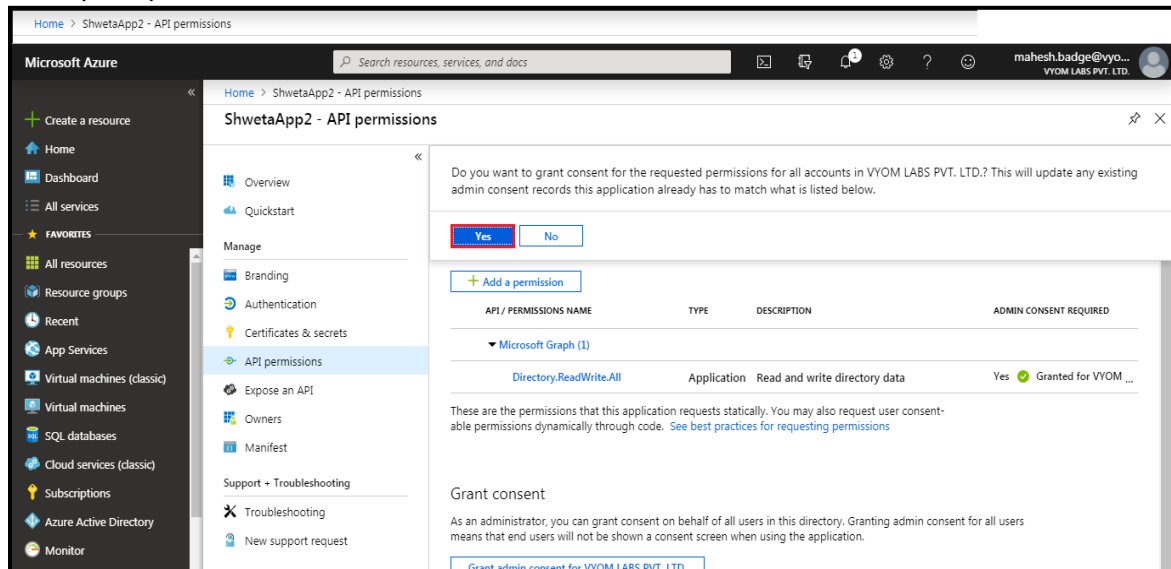 Home > ShwetaApp2 - API permissions
Microsoft Azure
Search resources, services, and docs
1
mahesh.badge@vyo...
VYOM LABS PVT. LTD.
«
Create a resource
Home
Dashboard
All services
FAVORITES
All resources
Resource groups
Recent
App Services
Virtual machines (classic)
Virtual machines
SQL databases
Cloud services (classic)
Subscriptions
Azure Active Directory
Monitor
Home > ShwetaApp2 - API permissions
ShwetaApp2 - API permissions
«
Overview
Quickstart
Manage
Branding
Authentication
Certificates & secrets
API permissions
Expose an API
Owners
Manifest
Support + Troubleshooting
Troubleshooting
New support request
Do you want to grant consent for the requested permissions for all accounts in VYOM LABS PVT. LTD.? This will update any existing
admin consent records this application already has to match what is listed below.
Yes No
+ Add a permission
API / PERMISSIONS NAME TYPE DESCRIPTION ADMIN CONSENT REQUIRED
Microsoft Graph (1)
Directory.ReadWrite.All Application Read and write directory data Yes Granted for VYOM ...
These are the permissions that this application requests statically. You may also request user consent-
able permissions dynamically through code. See best practices for requesting permissions
Grant consent
As an administrator, you can grant consent on behalf of all users in this directory. Granting admin consent for all users
means that end users will not be shown a consent screen when using the application.
Grant admin consent for VYOM LABS PVT. LTD.